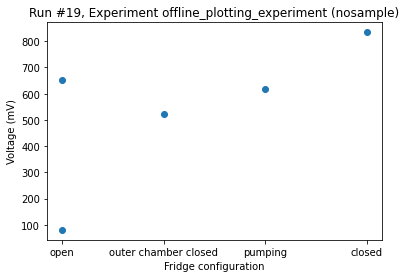 Run #19, Experiment offline_plotting_experiment (nosample)
800
700
600
500
400
300
200
100
Voltage (mV)
open outer chamber closed pumping closed
Fridge configuration